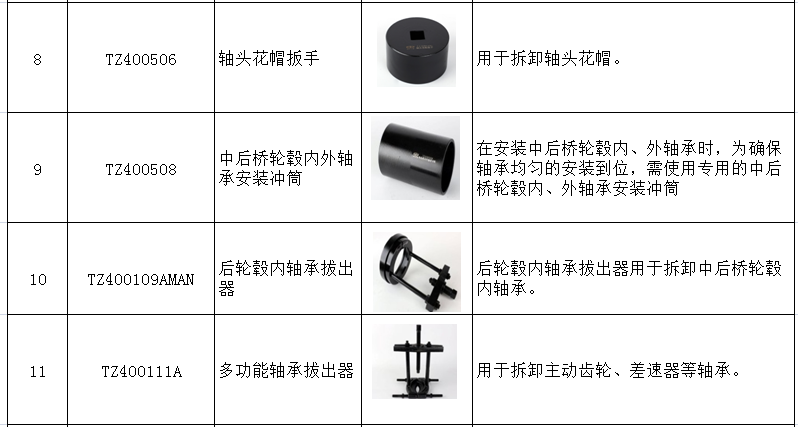 8
TZ400506
轴头花帽扳手
用于拆卸轴头花帽。
9
TZ400508
中后桥轮毂内外轴
承安装冲筒
在安装中后桥轮毂内、外轴承时，为确保
轴承均匀的安装到位，需使用专用的中后
桥轮毂内、外轴承安装冲筒
10
TZ400109AMAN
后轮毂内轴承拔出
器
后轮毂内轴承拔出器用于拆卸中后桥轮毂
内轴承。
11
TZ400111A
多功能轴承拔出器
用于拆卸主动齿轮、差速器等轴承。